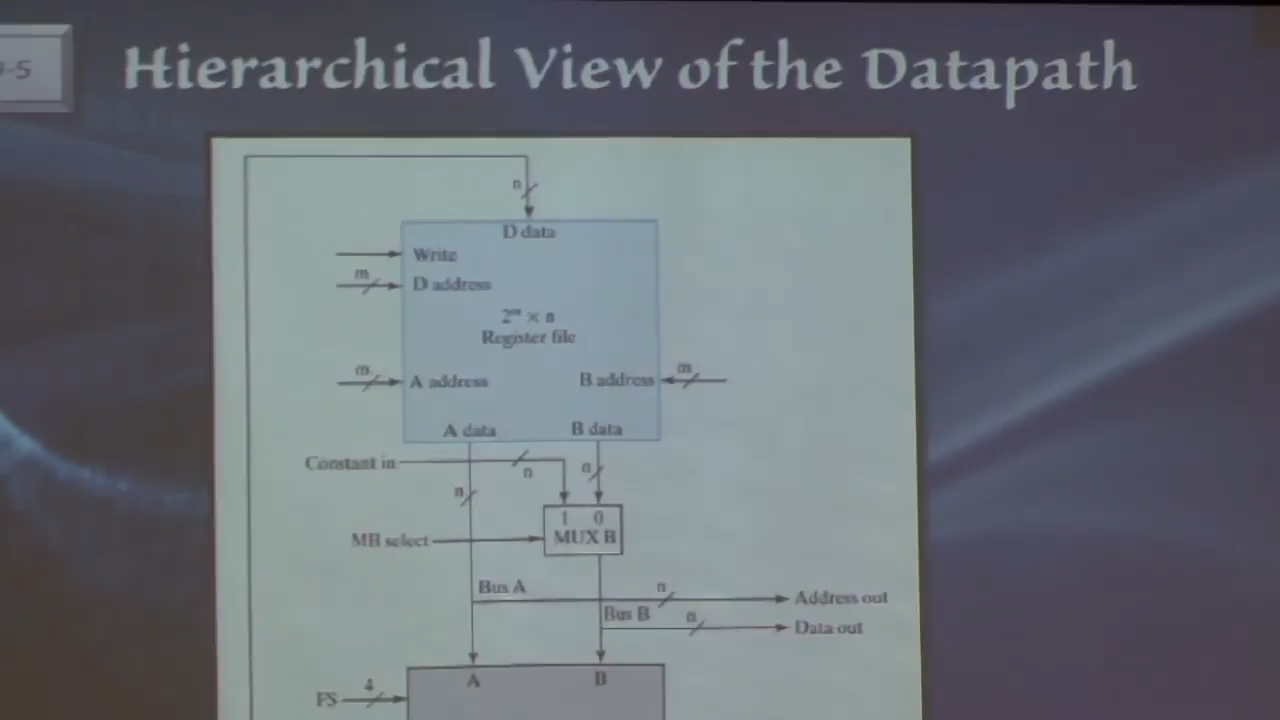 -5
Hierarchical View of the Datapath
n
D data
Write
m
D address
2^m × n
Register file
m
A address
B address
m
A data
B data
Constant in
n
n
n
1 0
MUX B
MB select
Bus A
n
Address out
Bus B
n
Data out
A
B
4
FS